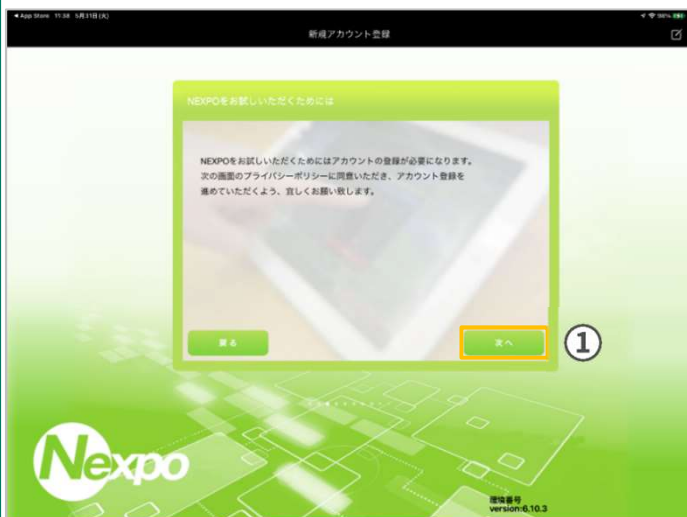 ◀App Store 11:38 5月31日(火) 98%
新規アカウント登録
NEXPOをお試しいただくためには
NEXPOをお試しいただくためにはアカウントの登録が必要になります。
次の画面のプライバシーポリシーに同意いただき、アカウント登録を
進めていただくよう、宜しくお願い致します。
戻る
次へ
①
Nexpo
環境番号
version:6.10.3